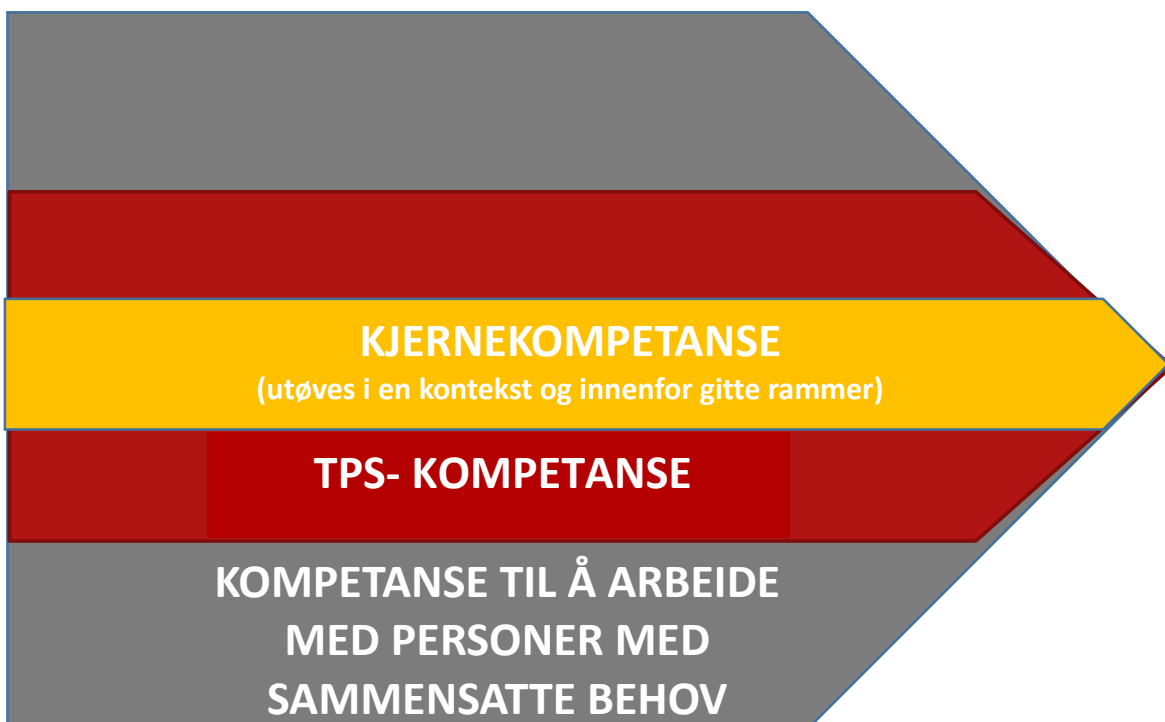 KJERNEKOMPETANSE
(utøves i en kontekst og innenfor gitte rammer)
TPS- KOMPETANSE
KOMPETANSE TIL Å ARBEIDE
MED PERSONER MED
SAMMENSATTE BEHOV